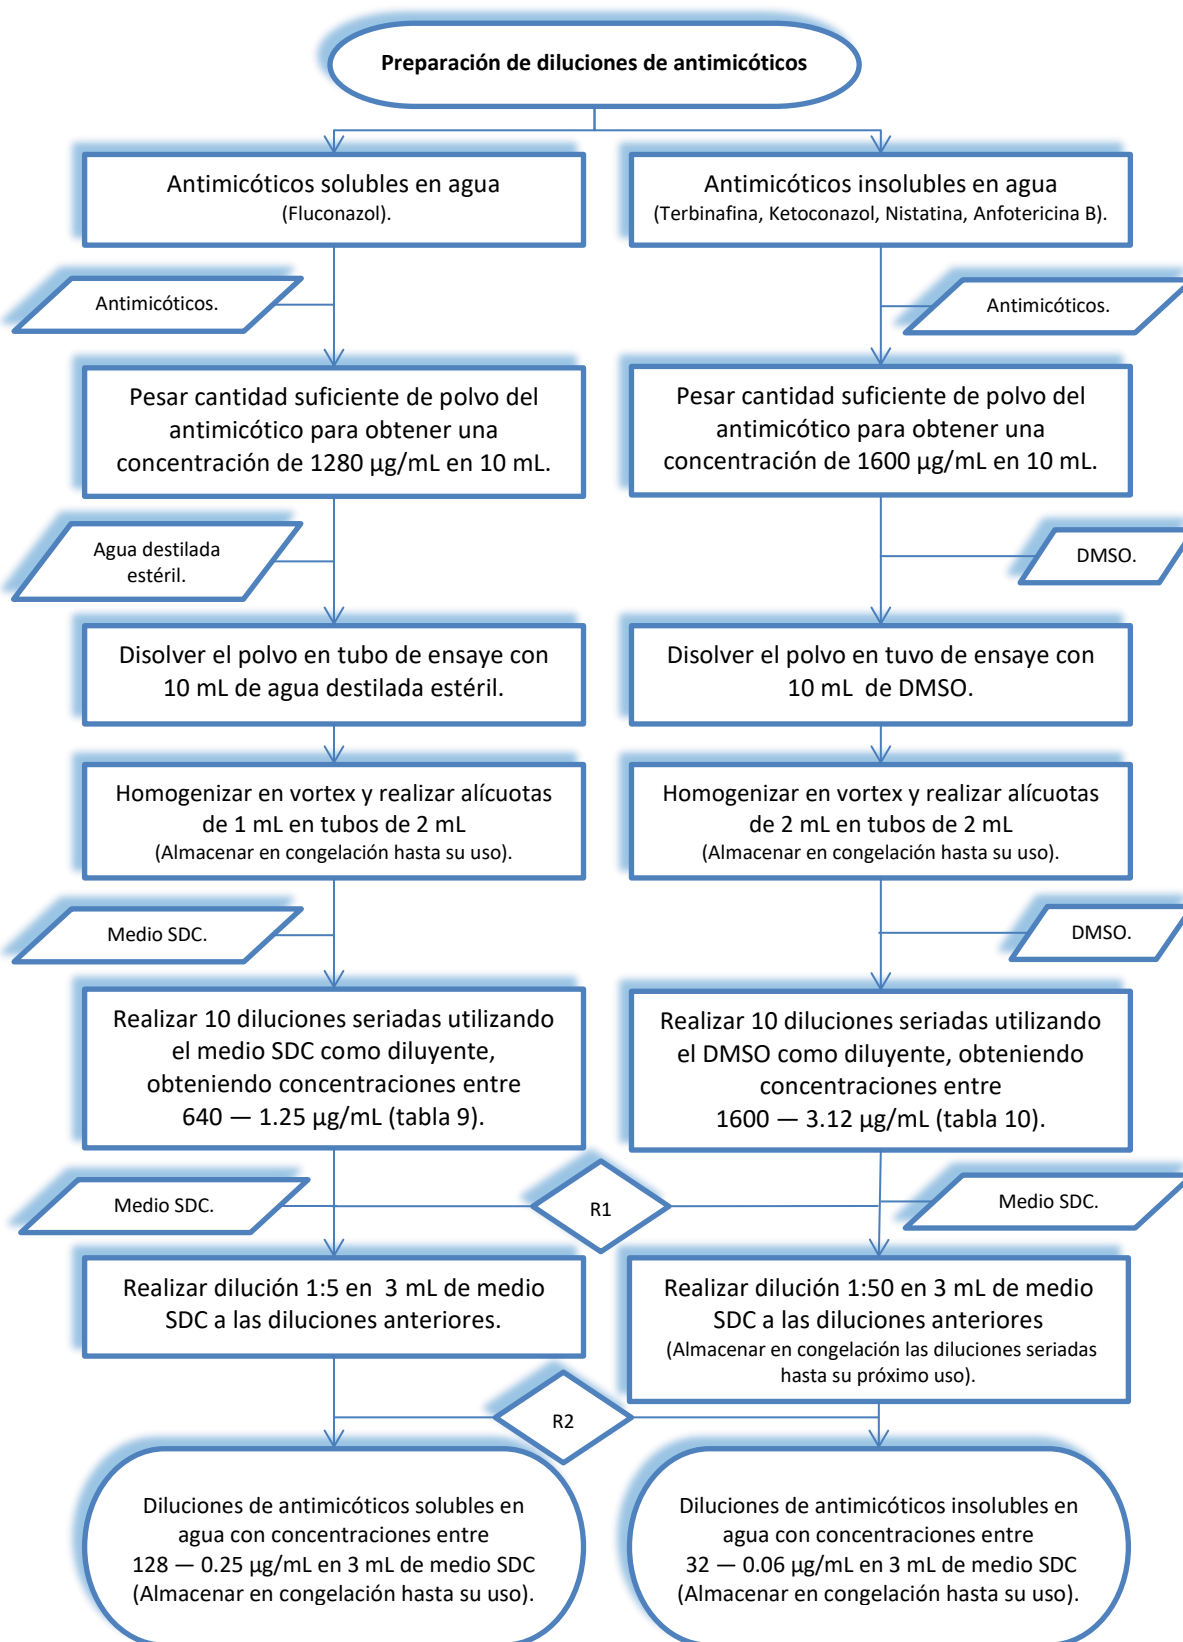 Preparación de diluciones de antimicóticos
Antimicóticos solubles en agua
(Fluconazol).
Antimicóticos insolubles en agua
(Terbinafina, Ketoconazol, Nistatina, Anfotericina B).
Antimicóticos.
Antimicóticos.
Pesar cantidad suficiente de polvo del
antimicótico para obtener una
concentración de 1280 µg/mL en 10 mL.
Pesar cantidad suficiente de polvo del
antimicótico para obtener una
concentración de 1600 µg/mL en 10 mL.
Agua destilada
estéril.
DMSO.
Disolver el polvo en tubo de ensaye con
10 mL de agua destilada estéril.
Disolver el polvo en tuvo de ensaye con
10 mL de DMSO.
Homogenizar en vortex y realizar alícuotas
de 1 mL en tubos de 2 mL
(Almacenar en congelación hasta su uso).
Homogenizar en vortex y realizar alícuotas
de 2 mL en tubos de 2 mL
(Almacenar en congelación hasta su uso).
Medio SDC.
DMSO.
Realizar 10 diluciones seriadas utilizando
el medio SDC como diluyente,
obteniendo concentraciones entre
640 — 1.25 µg/mL (tabla 9).
Realizar 10 diluciones seriadas utilizando
el DMSO como diluyente, obteniendo
concentraciones entre
1600 — 3.12 µg/mL (tabla 10).
Medio SDC.
R1
Medio SDC.
Realizar dilución 1:5 en 3 mL de medio
SDC a las diluciones anteriores.
Realizar dilución 1:50 en 3 mL de medio
SDC a las diluciones anteriores
(Almacenar en congelación las diluciones seriadas
hasta su próximo uso).
R2
Diluciones de antimicóticos solubles en
agua con concentraciones entre
128 — 0.25 µg/mL en 3 mL de medio SDC
(Almacenar en congelación hasta su uso).
Diluciones de antimicóticos insolubles en
agua con concentraciones entre
32 — 0.06 µg/mL en 3 mL de medio SDC
(Almacenar en congelación hasta su uso).